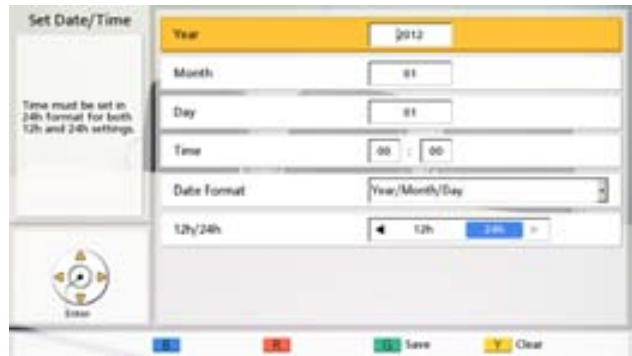 Set Date/Time
Time must be set in
24h format for both
12h and 24h settings.
Enter
Year 2012
Month 01
Day 01
Time 00 : 00
Date Format Year/Month/Day
12h/24h 12h 24h
B R G Save Y Clear